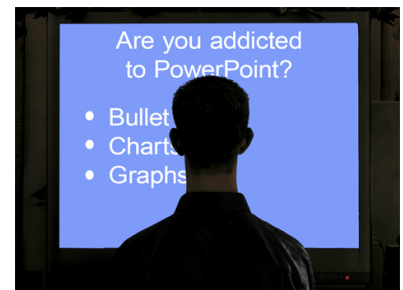 Are you addicted
to PowerPoint?
• Bullet
• Charts
• Graphs